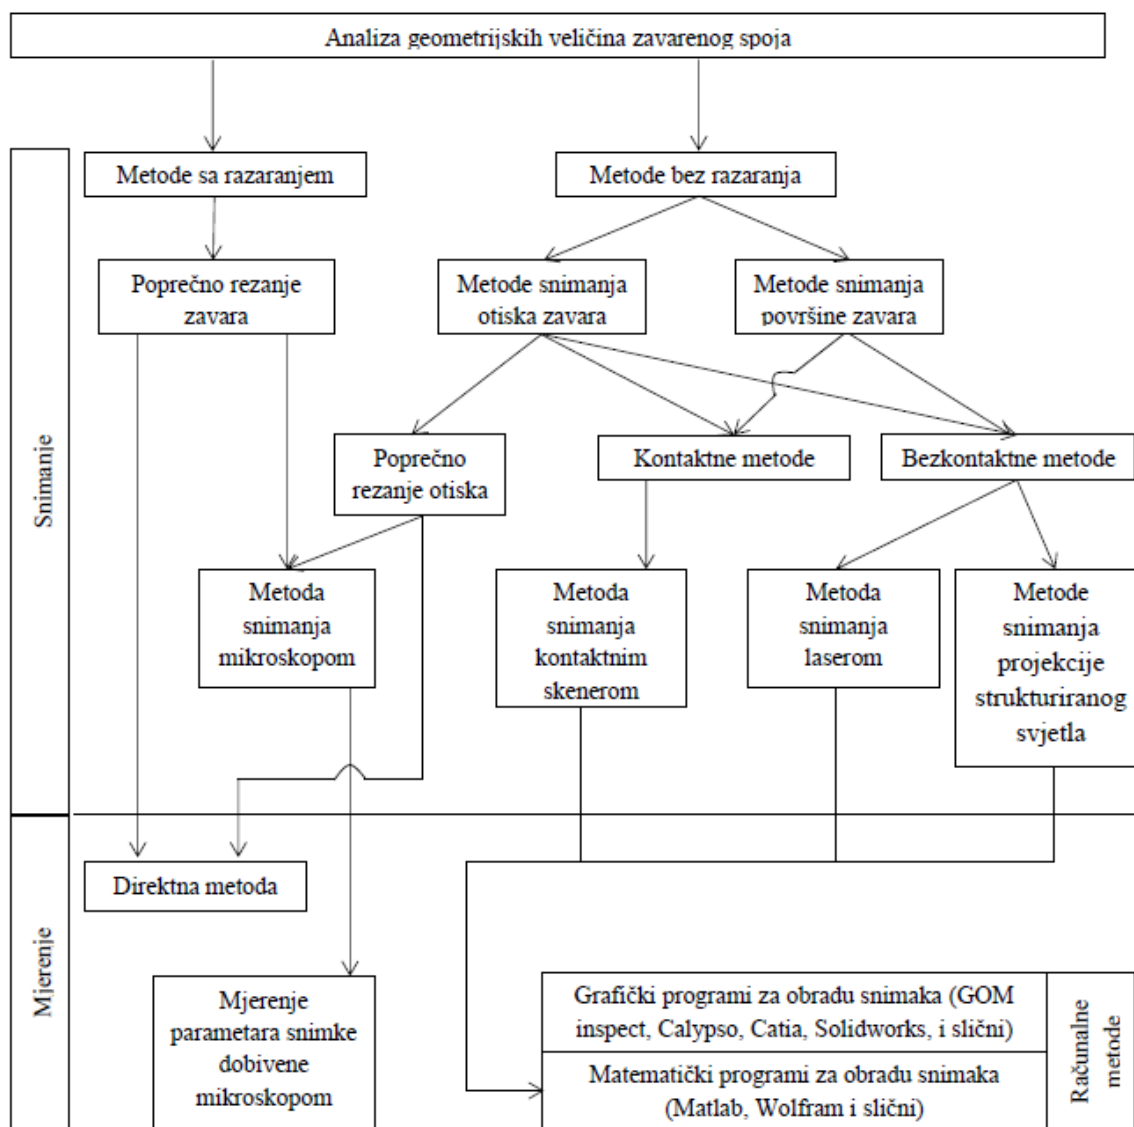 Analiza geometrijskih veličina zavarenog spoja
Metode sa razaranjem
Metode bez razaranja
Poprečno rezanje
zavara
Metode snimanja
otiska zavara
Metode snimanja
površine zavara
Snimanje
Poprečno
rezanje otiska
Kontaktne metode
Bezkontaktne metode
Metoda
snimanja
mikroskopom
Metoda
snimanja
kontaktnim
skenerom
Metoda
snimanja
laserom
Metode
snimanja
projekcije
strukturiranog
svjetla
Mjerenje
Direktna metoda
Mjerenje
parametara snimke
dobivene
mikroskopom
Grafički programi za obradu snimaka (GOM
inspect, Calypso, Catia, Solidworks, i slični)
Matematički programi za obradu snimaka
(Matlab, Wolfram i slični)
Računalne
metode